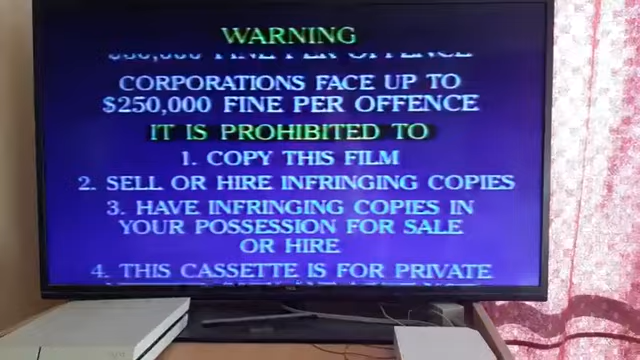 WARNING
CORPORATIONS FACE UP TO
$250,000 FINE PER OFFENCE
IT IS PROHIBITED TO
1. COPY THIS FILM
2. SELL OR HIRE INFRINGING COPIES
3. HAVE INFRINGING COPIES IN
YOUR POSSESSION FOR SALE
OR HIRE
4. THIS CASSETTE IS FOR PRIVATE